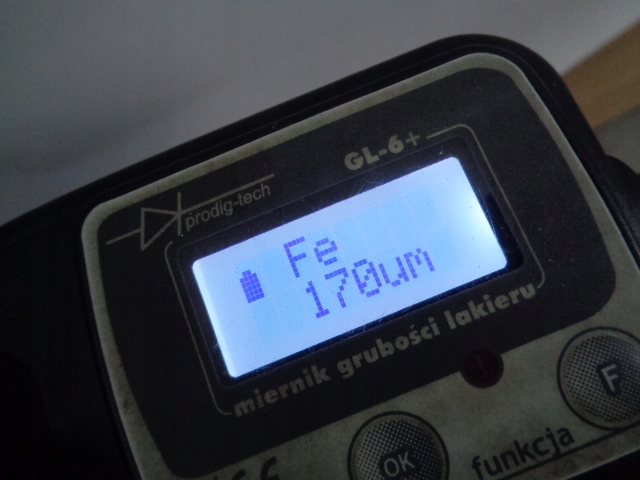 GL-6+
prodig-tech
Fe
170um
miernik grubości lakieru
F
OK
funkcja